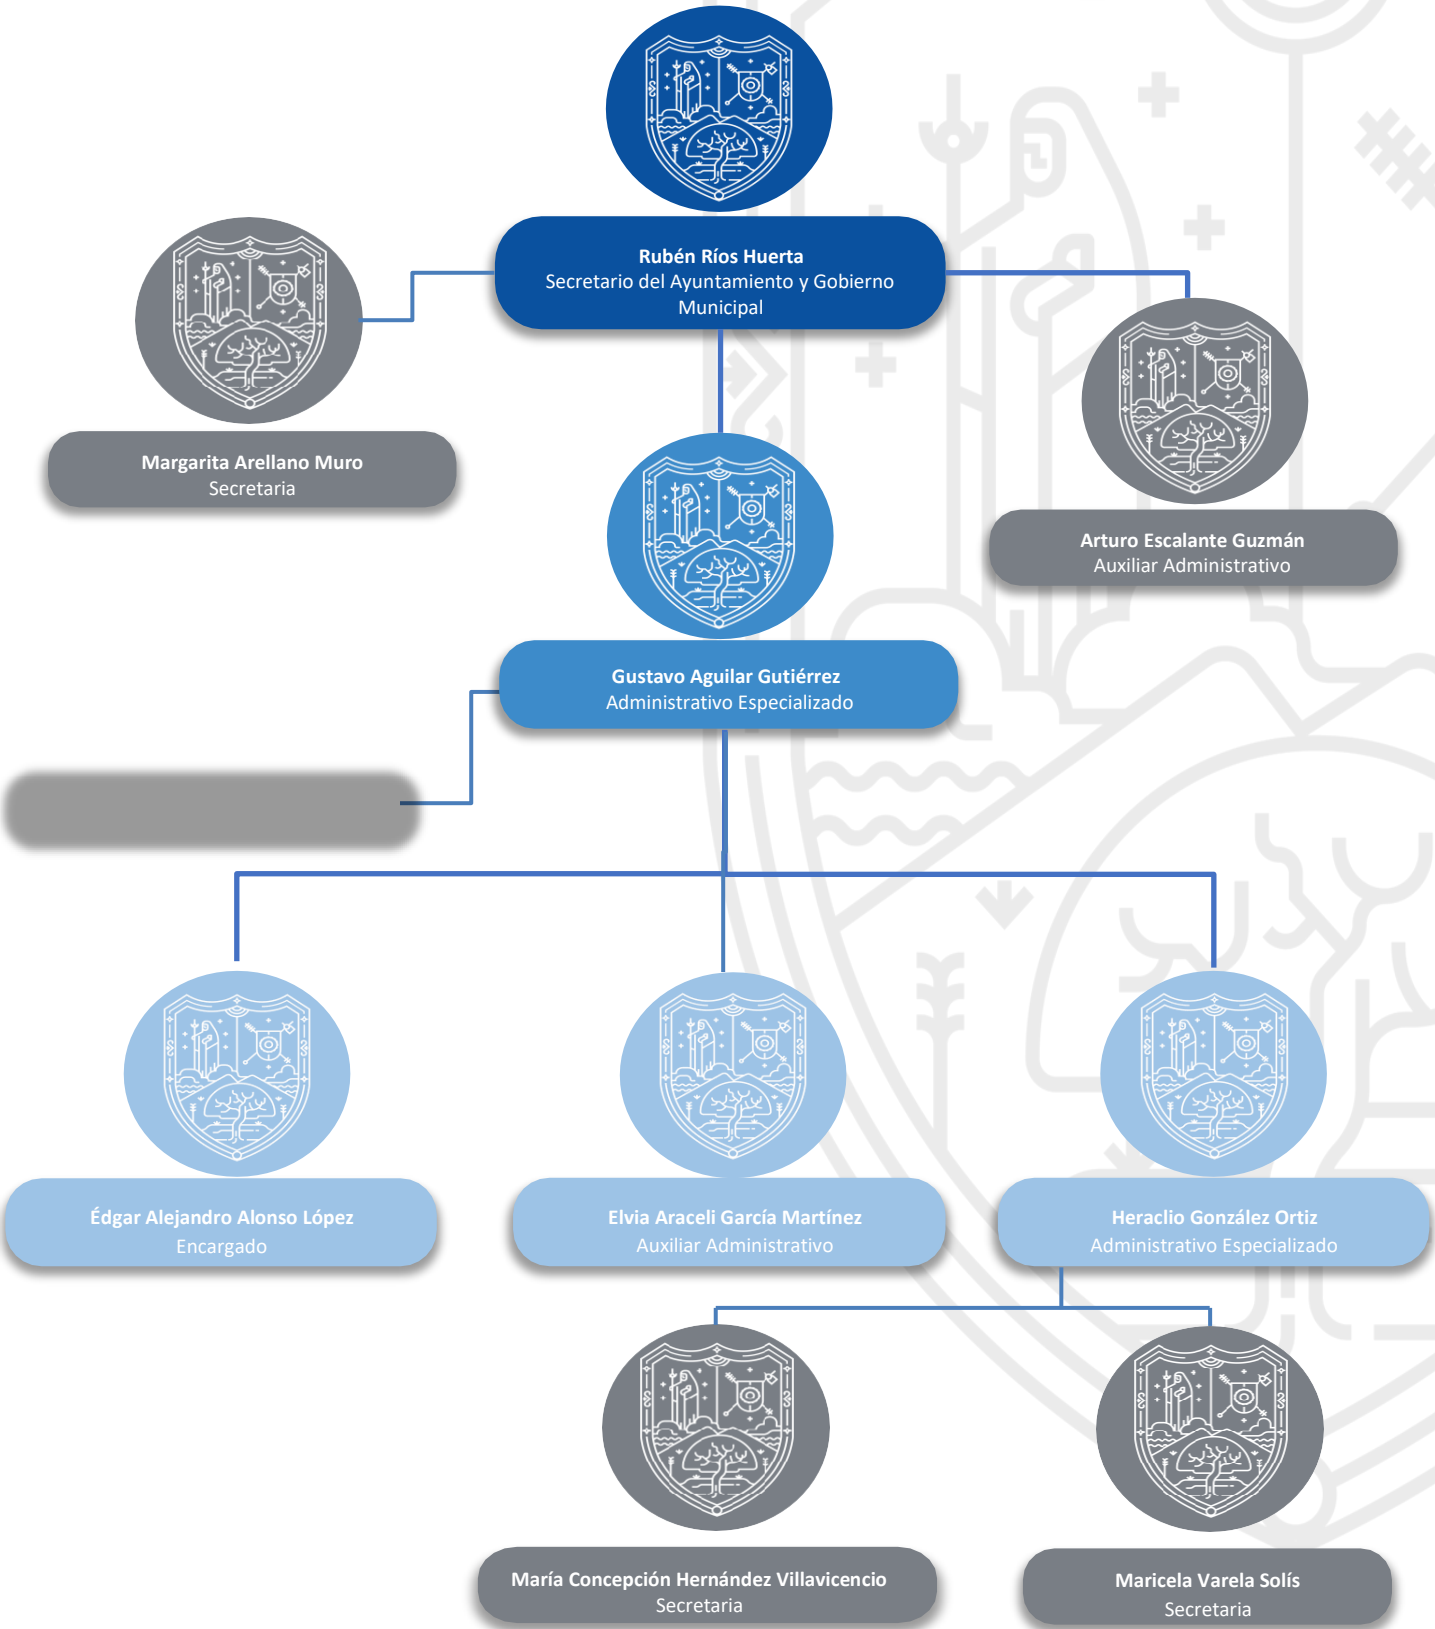 Rubén Ríos Huerta
Secretario del Ayuntamiento y Gobierno
Municipal
Margarita Arellano Muro
Secretaria
Arturo Escalante Guzmán
Auxiliar Administrativo
Gustavo Aguilar Gutiérrez
Administrativo Especializado
Édgar Alejandro Alonso López
Encargado
Elvia Araceli García Martínez
Auxiliar Administrativo
Heraclio González Ortiz
Administrativo Especializado
María Concepción Hernández Villavicencio
Secretaria
Maricela Varela Solís
Secretaria